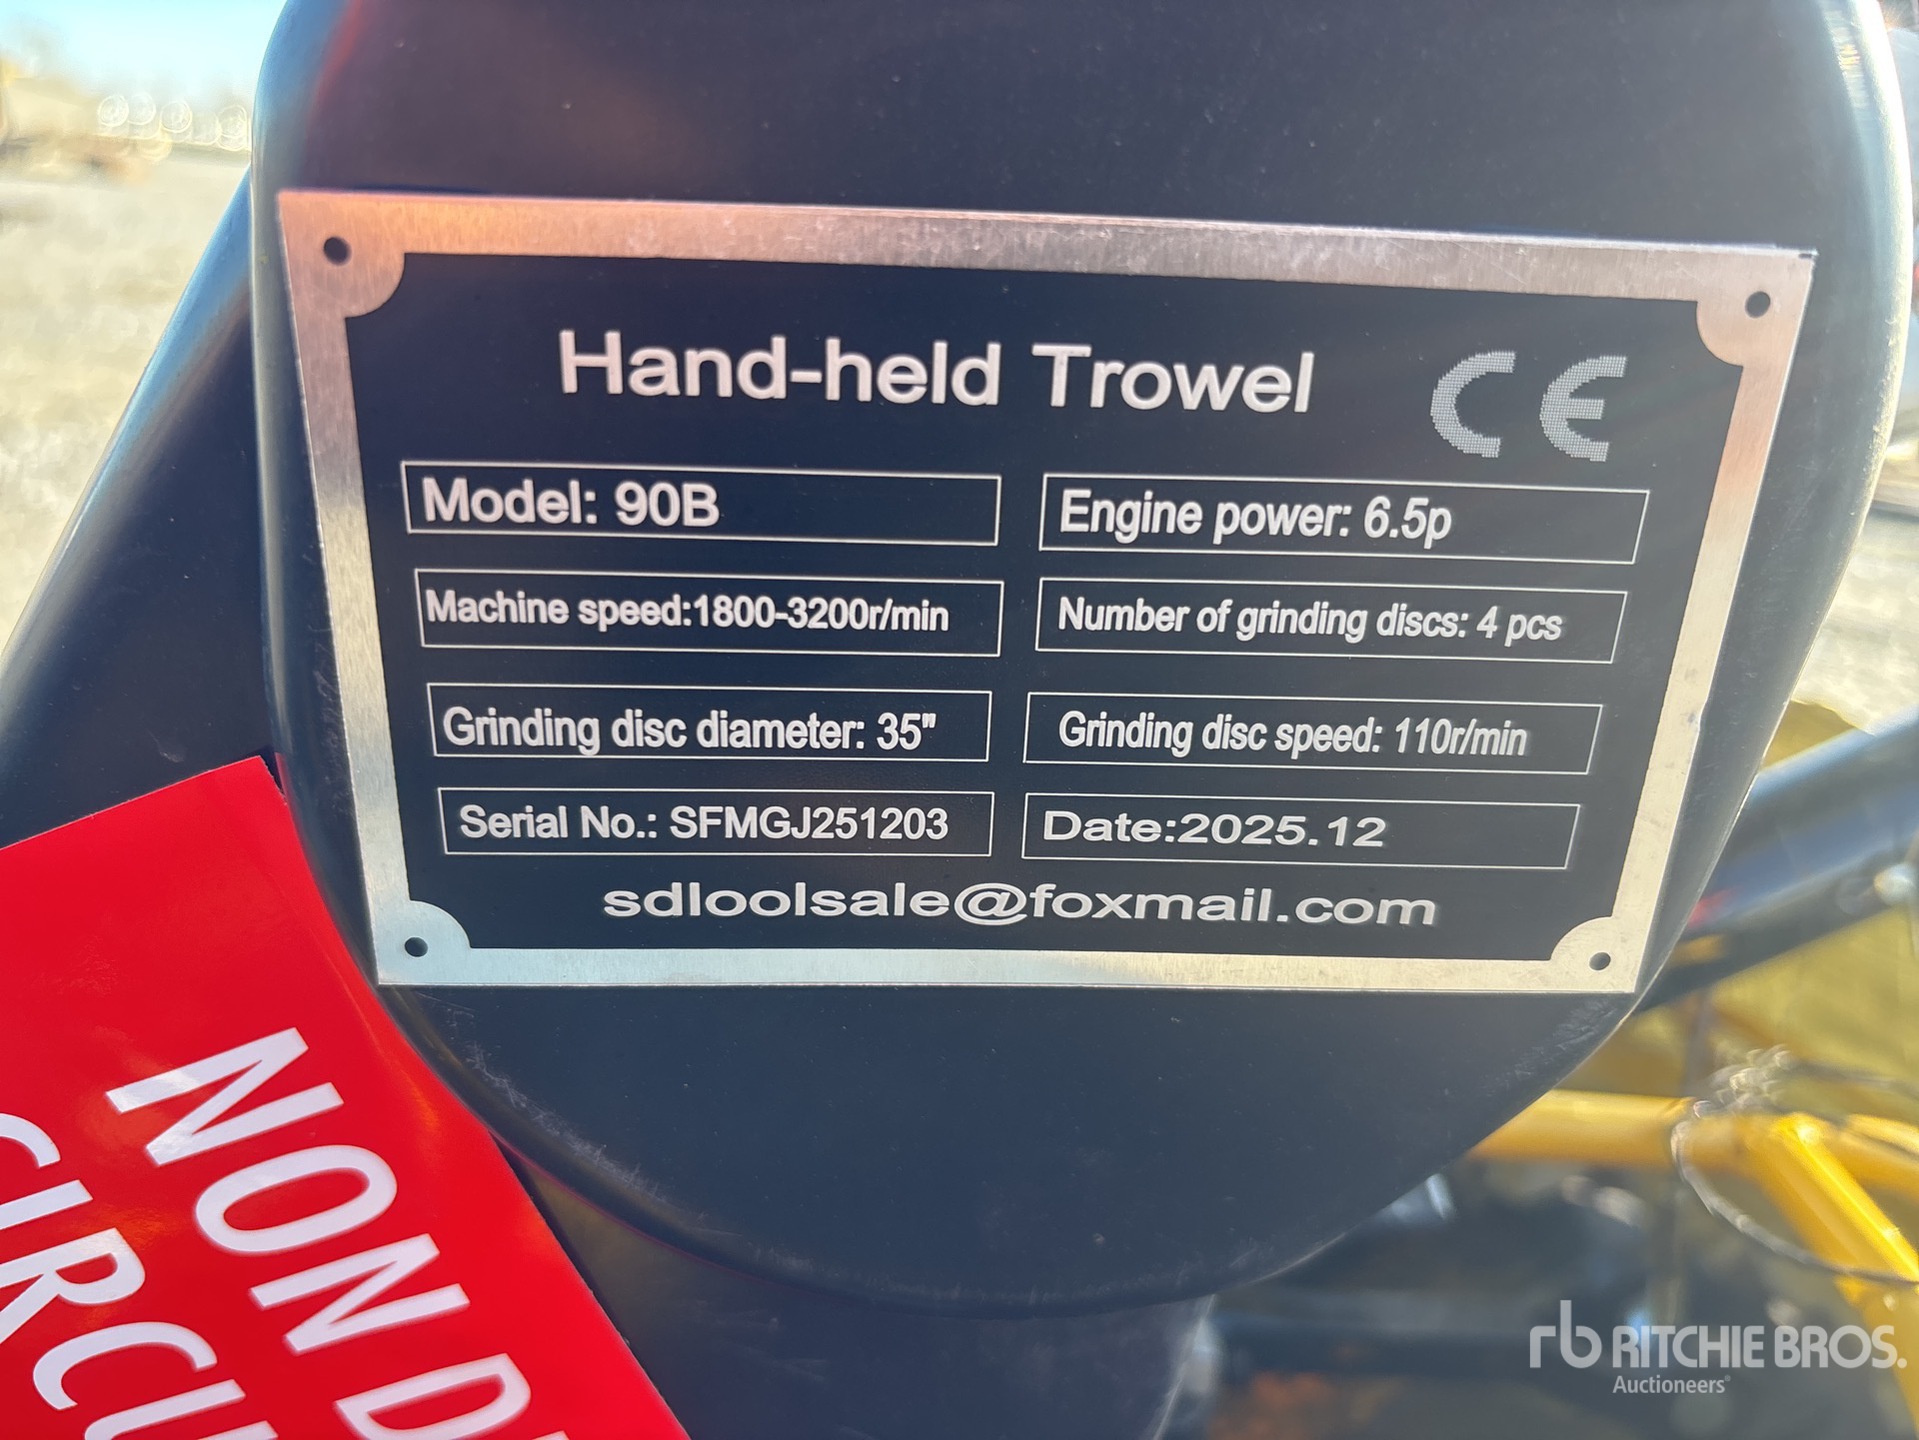 Hand-held Trowel CE
Model: 90B
Engine power: 6.5p
Machine speed:1800-3200r/min
Number of grinding discs: 4 pcs
Grinding disc diameter: 35"
Grinding disc speed: 110r/min
Serial No.: SFMGJ251203
Date:2025.12
sdloolsale@foxmail.com
NON
rb RITCHIE BROS.
Auctioneers